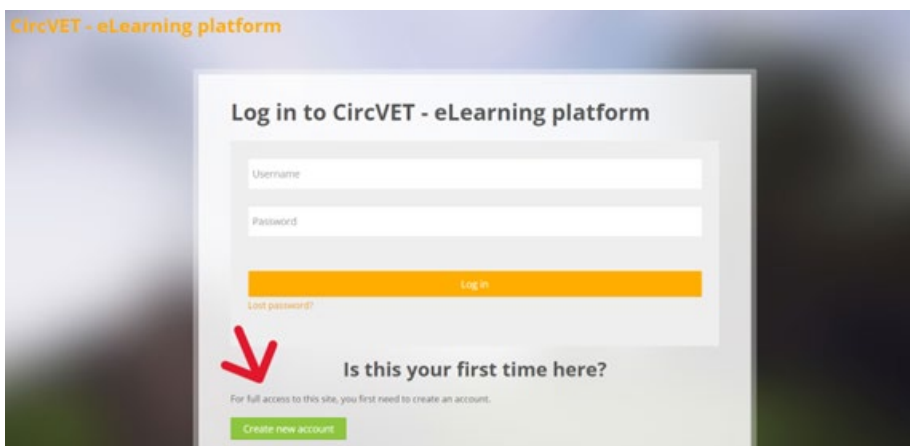 CircVET - eLearning platform
Log in to CircVET - eLearning platform
Username
Password
Log in
Lost password?
Is this your first time here?
For full access to this site, you first need to create an account.
Create new account